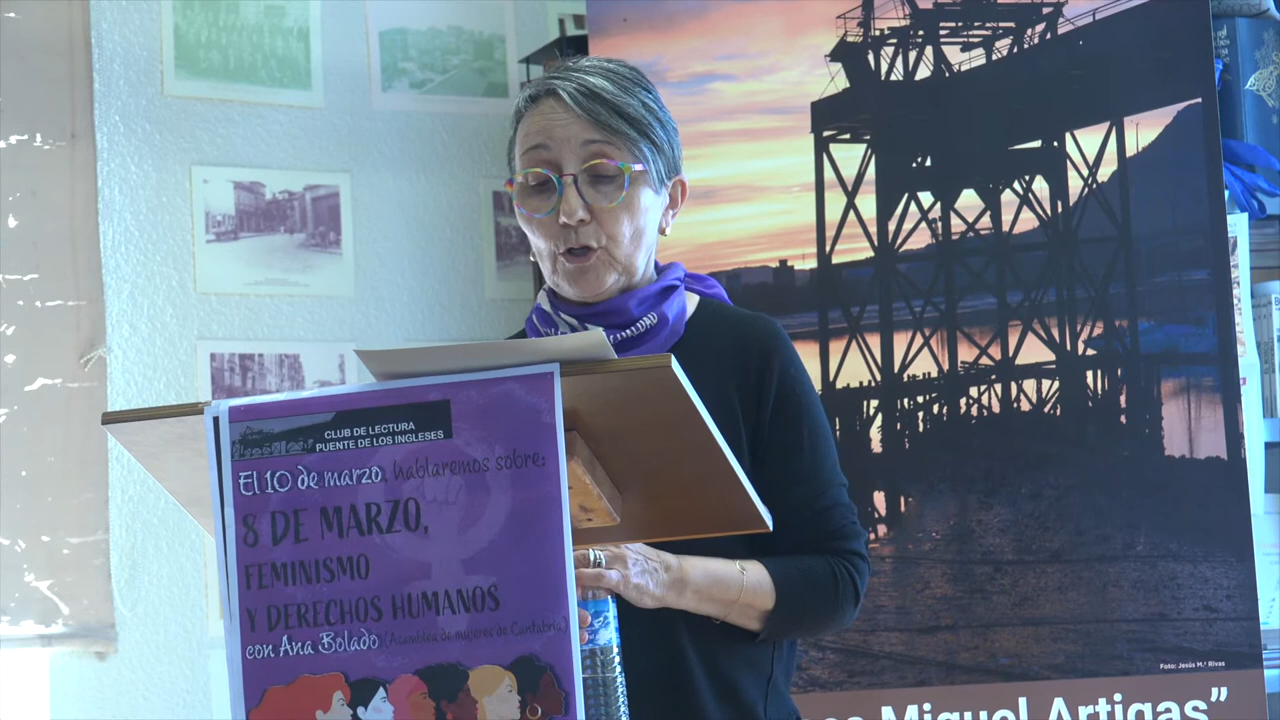 CLUB DE LECTURA
PUENTE DE LOS INGLESES
El 10 de marzo, hablaremos sobre:
8 DE MARZO,
FEMINISMO
Y DERECHOS HUMANOS
con Ana Bolado (Asamblea de mujeres de Cantabria)
Foto: Jesús M.ª Rivas
Miguel Artigas”